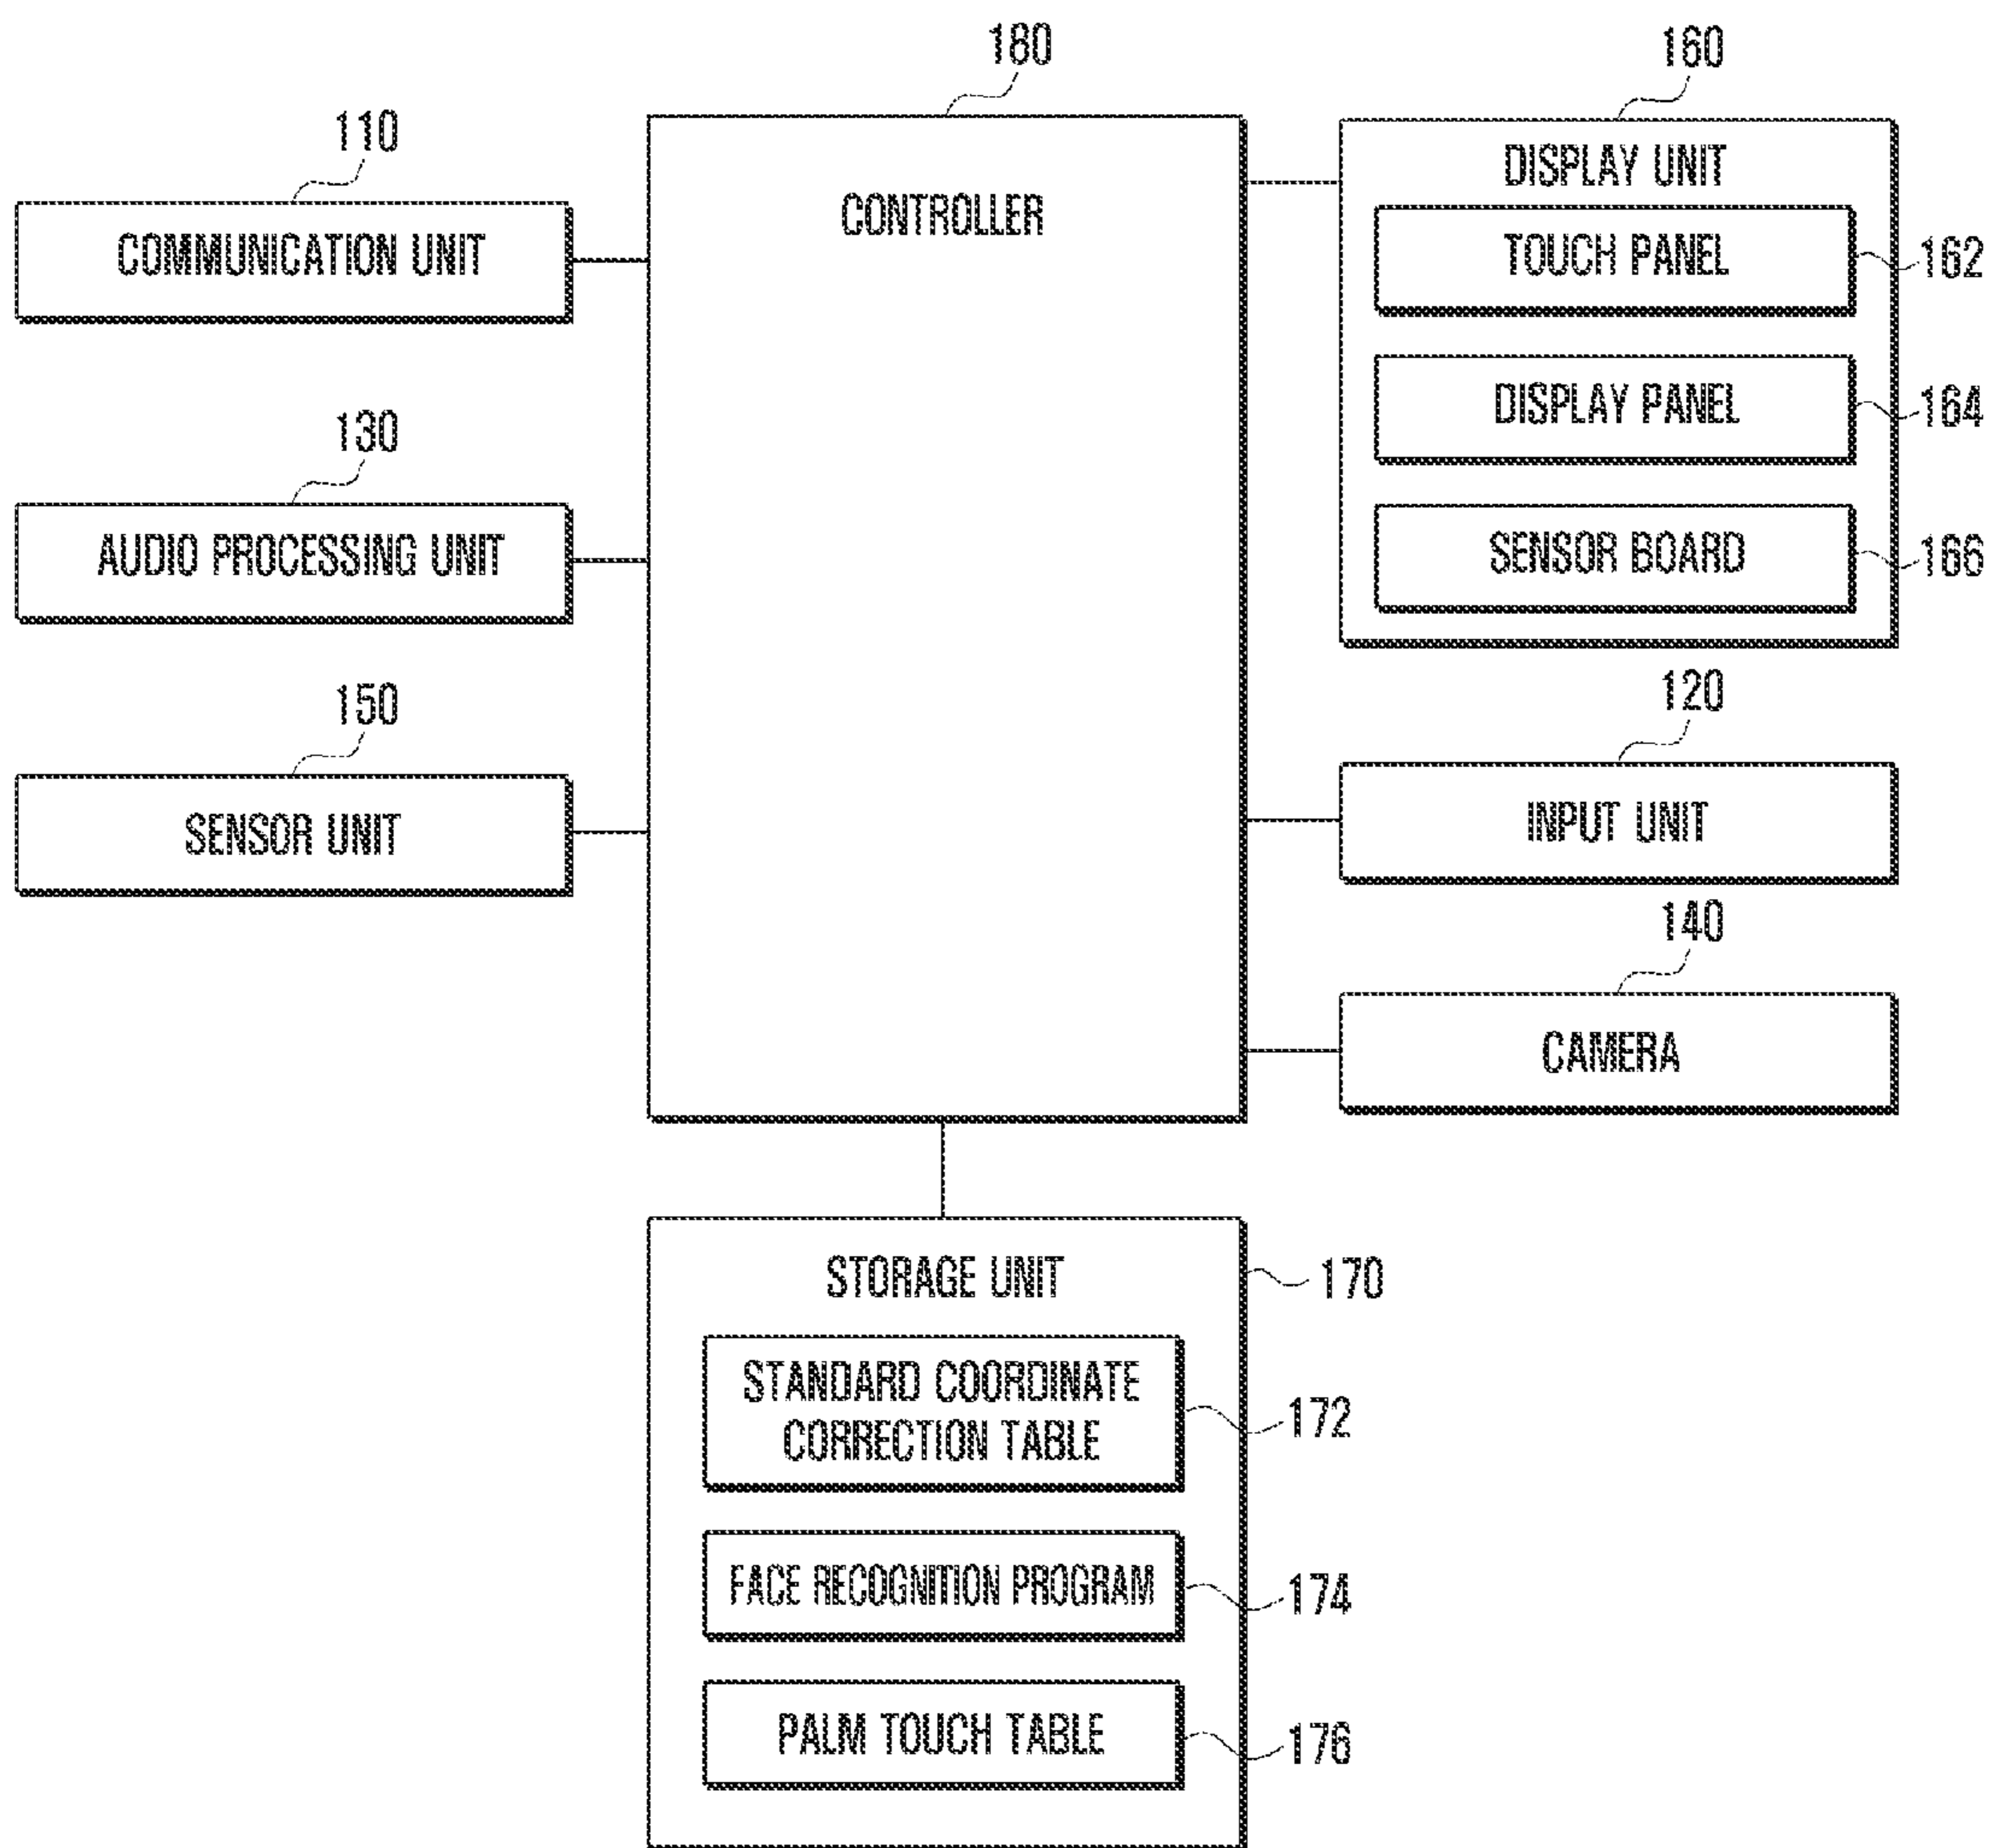 180
160
110
CONTROLLER
DISPLAY UNIT
COMMUNICATION UNIT
TOUCH PANEL
162
DISPLAY PANEL
164
130
AUDIO PROCESSING UNIT
SENSOR BOARD
166
150
SENSOR UNIT
120
INPUT UNIT
140
CAMERA
STORAGE UNIT
170
STANDARD COORDINATE
CORRECTION TABLE
172
FACE RECOGNITION PROGRAM
174
PALM TOUCH TABLE
176